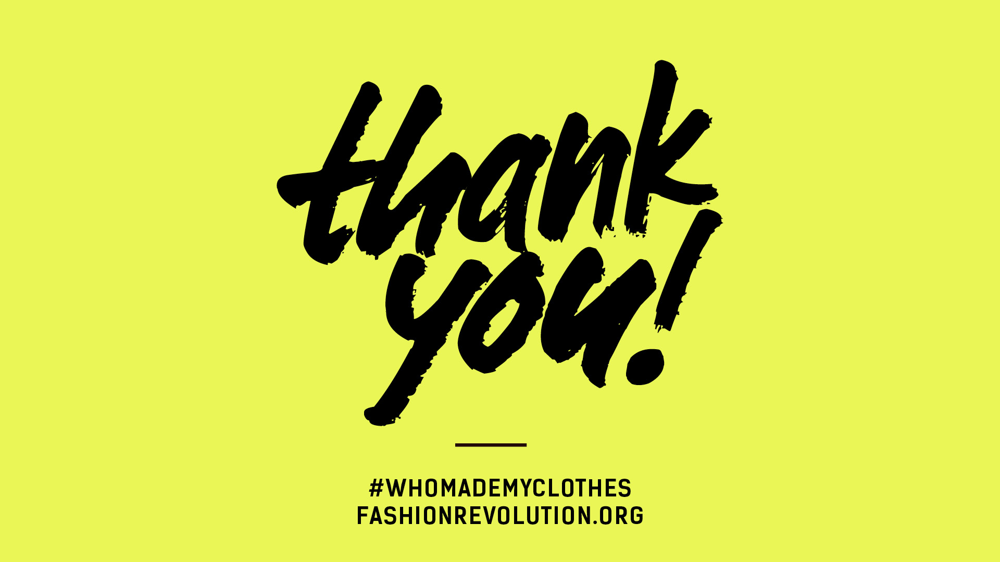 thank
you!
#WHOMADEMYCLOTHES
FASHIONREVOLUTION.ORG